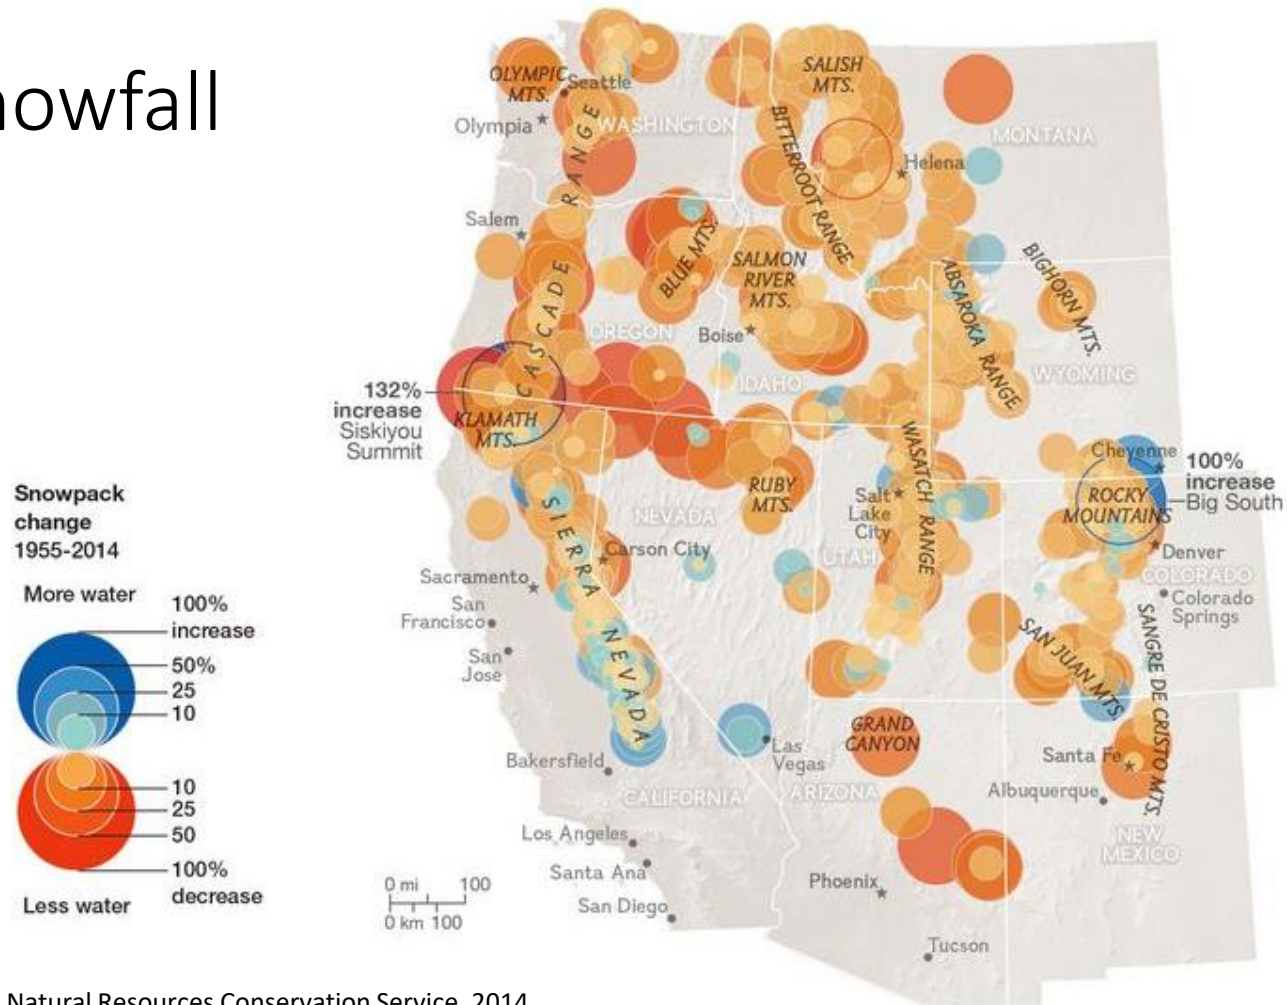 nowfall
OLYMPIC
MTS.
Seattle
Olympia
WASHINGTON
SALISH
MTS.
BITTERROOT RANGE
Helena
MONTANA
Salem
CASCADE RANGE
BLUE MTS.
SALMON
RIVER
MTS.
ABSAROKA RANGE
BIGHORN MTS.
OREGON
Boise
IDAHO
WYOMING
132%
increase
Siskiyou
Summit
KLAMATH
MTS.
WASATCH RANGE
Cheyenne
ROCKY
MOUNTAINS
100%
increase
Big South
RUBY
MTS.
Salt
Lake
City
NEVADA
SIERRA NEVADA
Carson City
UTAH
Denver
COLORADO
Colorado
Springs
Sacramento
San
Francisco
San
Jose
SAN JUAN MTS.
SANGRE DE CRISTO MTS.
GRAND
CANYON
Las
Vegas
Santa Fe
Bakersfield
CALIFORNIA
ARIZONA
Albuquerque
NEW
MEXICO
Los Angeles
Santa Ana
San Diego
Phoenix
Tucson
0 mi 100
0 km 100
Snowpack
change
1955-2014
More water
100%
increase
50%
25
10
10
25
50
100%
decrease
Less water
Natural Resources Conservation Service, 2014